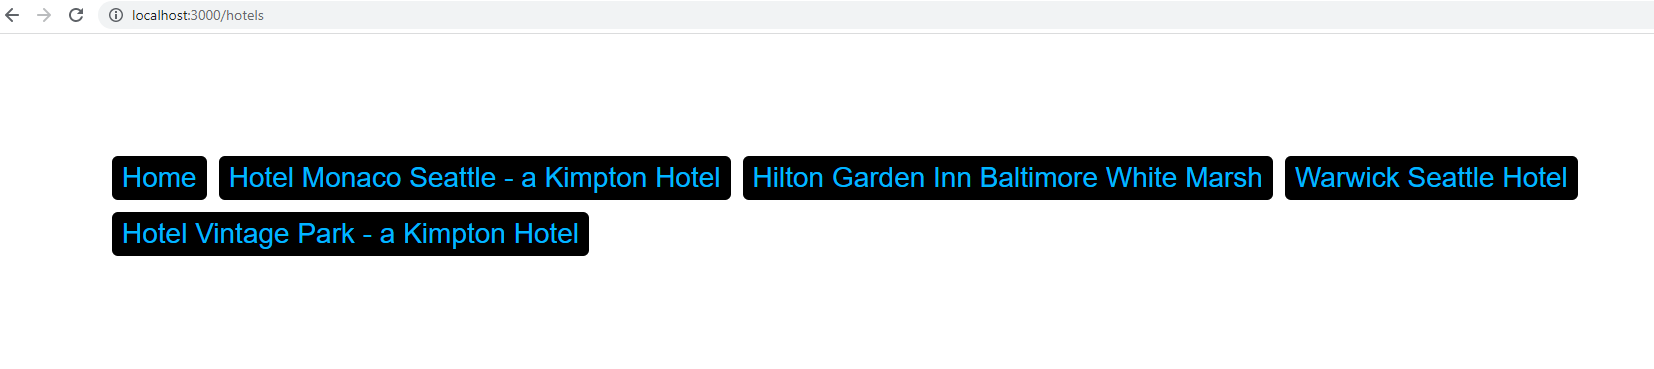 localhost:3000/hotels
Home Hotel Monaco Seattle - a Kimpton Hotel Hilton Garden Inn Baltimore White Marsh Warwick Seattle Hotel
Hotel Vintage Park - a Kimpton Hotel